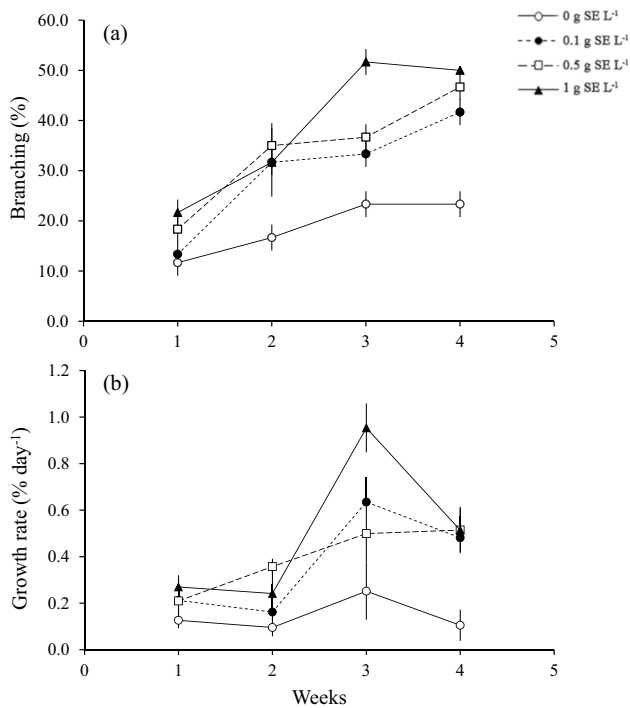 (a)
0 g SE L⁻¹
0.1 g SE L⁻¹
0.5 g SE L⁻¹
1 g SE L⁻¹
Branching (%)
60.0
50.0
40.0
30.0
20.0
10.0
0.0
0 1 2 3 4 5
(b)
Growth rate (% day⁻¹)
1.2
1.0
0.8
0.6
0.4
0.2
0.0
0 1 2 3 4 5
Weeks